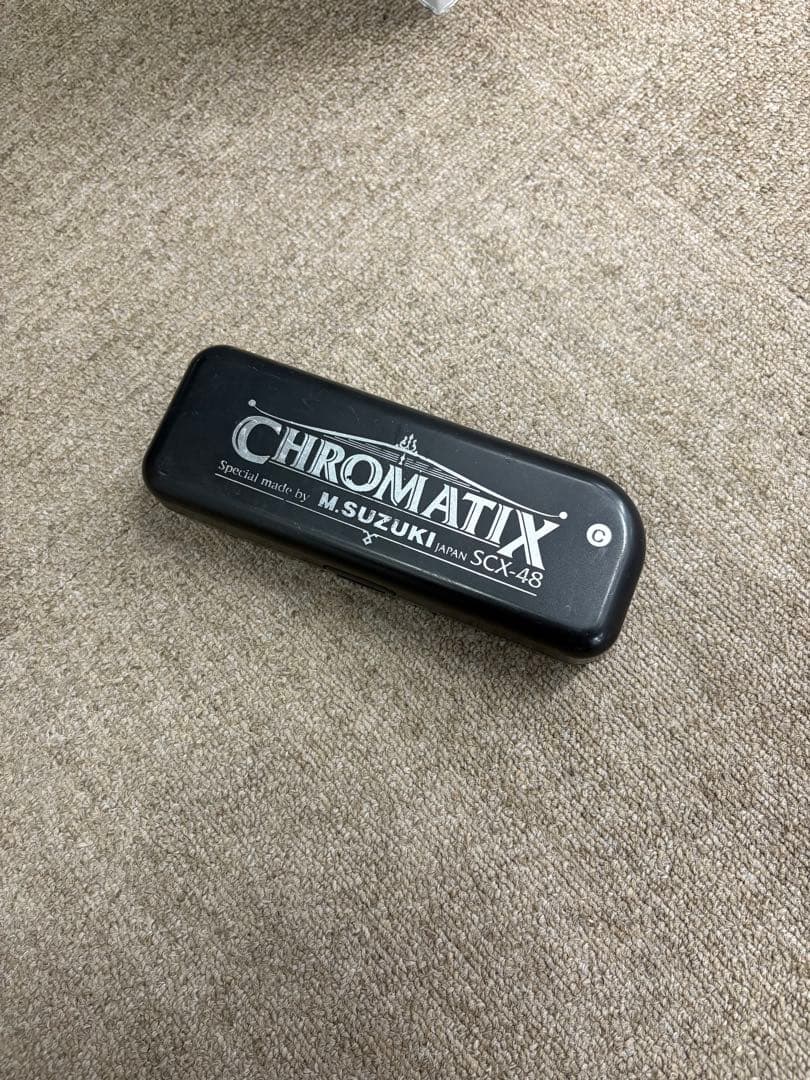 CHROMATIX
Special made by M.SUZUKI JAPAN SCX-48
C